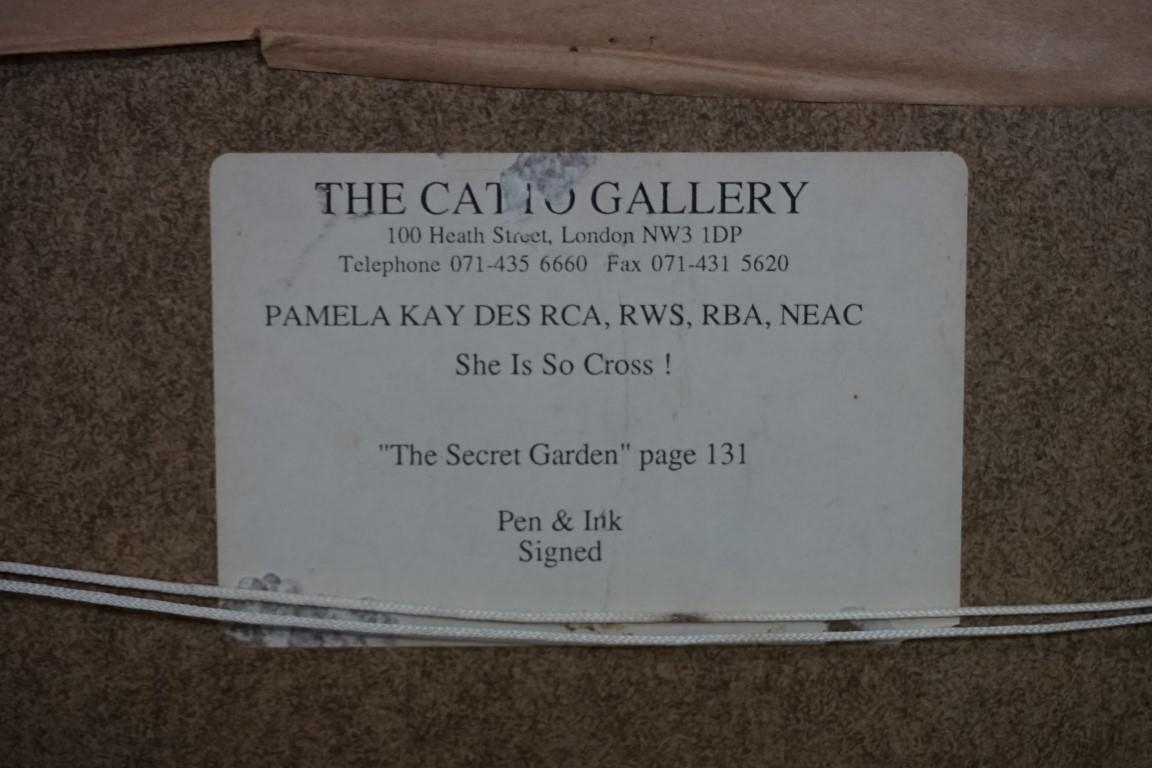 THE CATTO GALLERY
100 Heath Street, London NW3 1DP
Telephone 071-435 6660 Fax 071-431 5620
PAMELA KAY DES RCA, RWS, RBA, NEAC
She Is So Cross !
"The Secret Garden" page 131
Pen & Ink
Signed